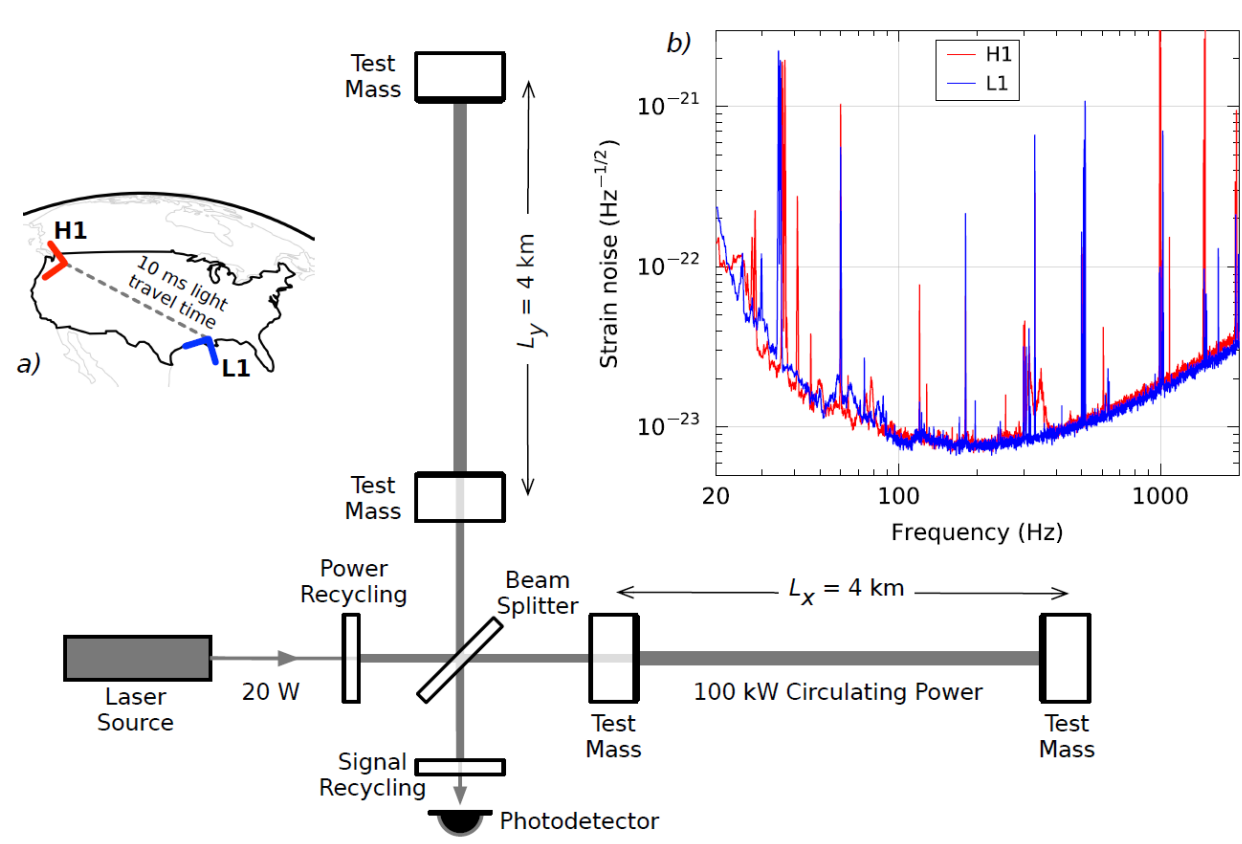 a)
H1
10 ms light
travel time
L1
Test
Mass
Ly = 4 km
Test
Mass
b)
H1
L1
Strain noise (Hz−1/2)
10−21
10−22
10−23
20
100
1000
Frequency (Hz)
Power
Recycling
Beam
Splitter
Lx = 4 km
Laser
Source
20 W
100 kW Circulating Power
Test
Mass
Test
Mass
Signal
Recycling
Photodetector